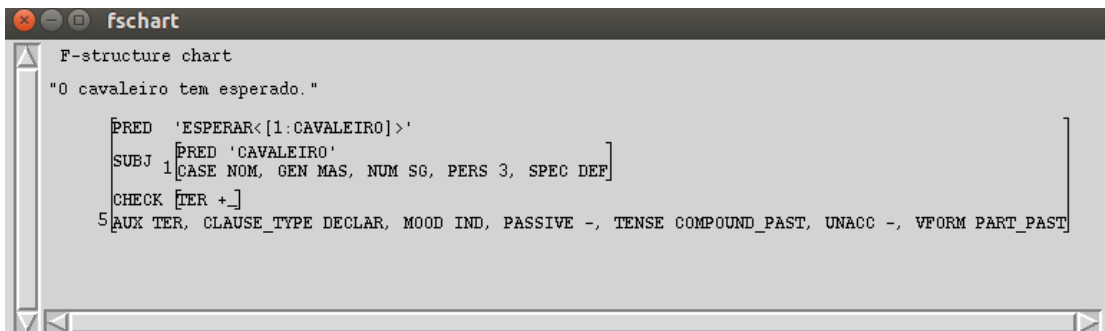 fschart
F-structure chart
"O cavaleiro tem esperado."
PRED 'ESPERAR<[1:CAVALEIRO]>'
PRED 'CAVALEIRO'
SUBJ 1
CASE NOM, GEN MAS, NUM SG, PERS 3, SPEC DEF
CHECK [TER +_]
5 AUX TER, CLAUSE_TYPE DECLAR, MOOD IND, PASSIVE -, TENSE COMPOUND_PAST, UNACC -, VFORM PART_PAST